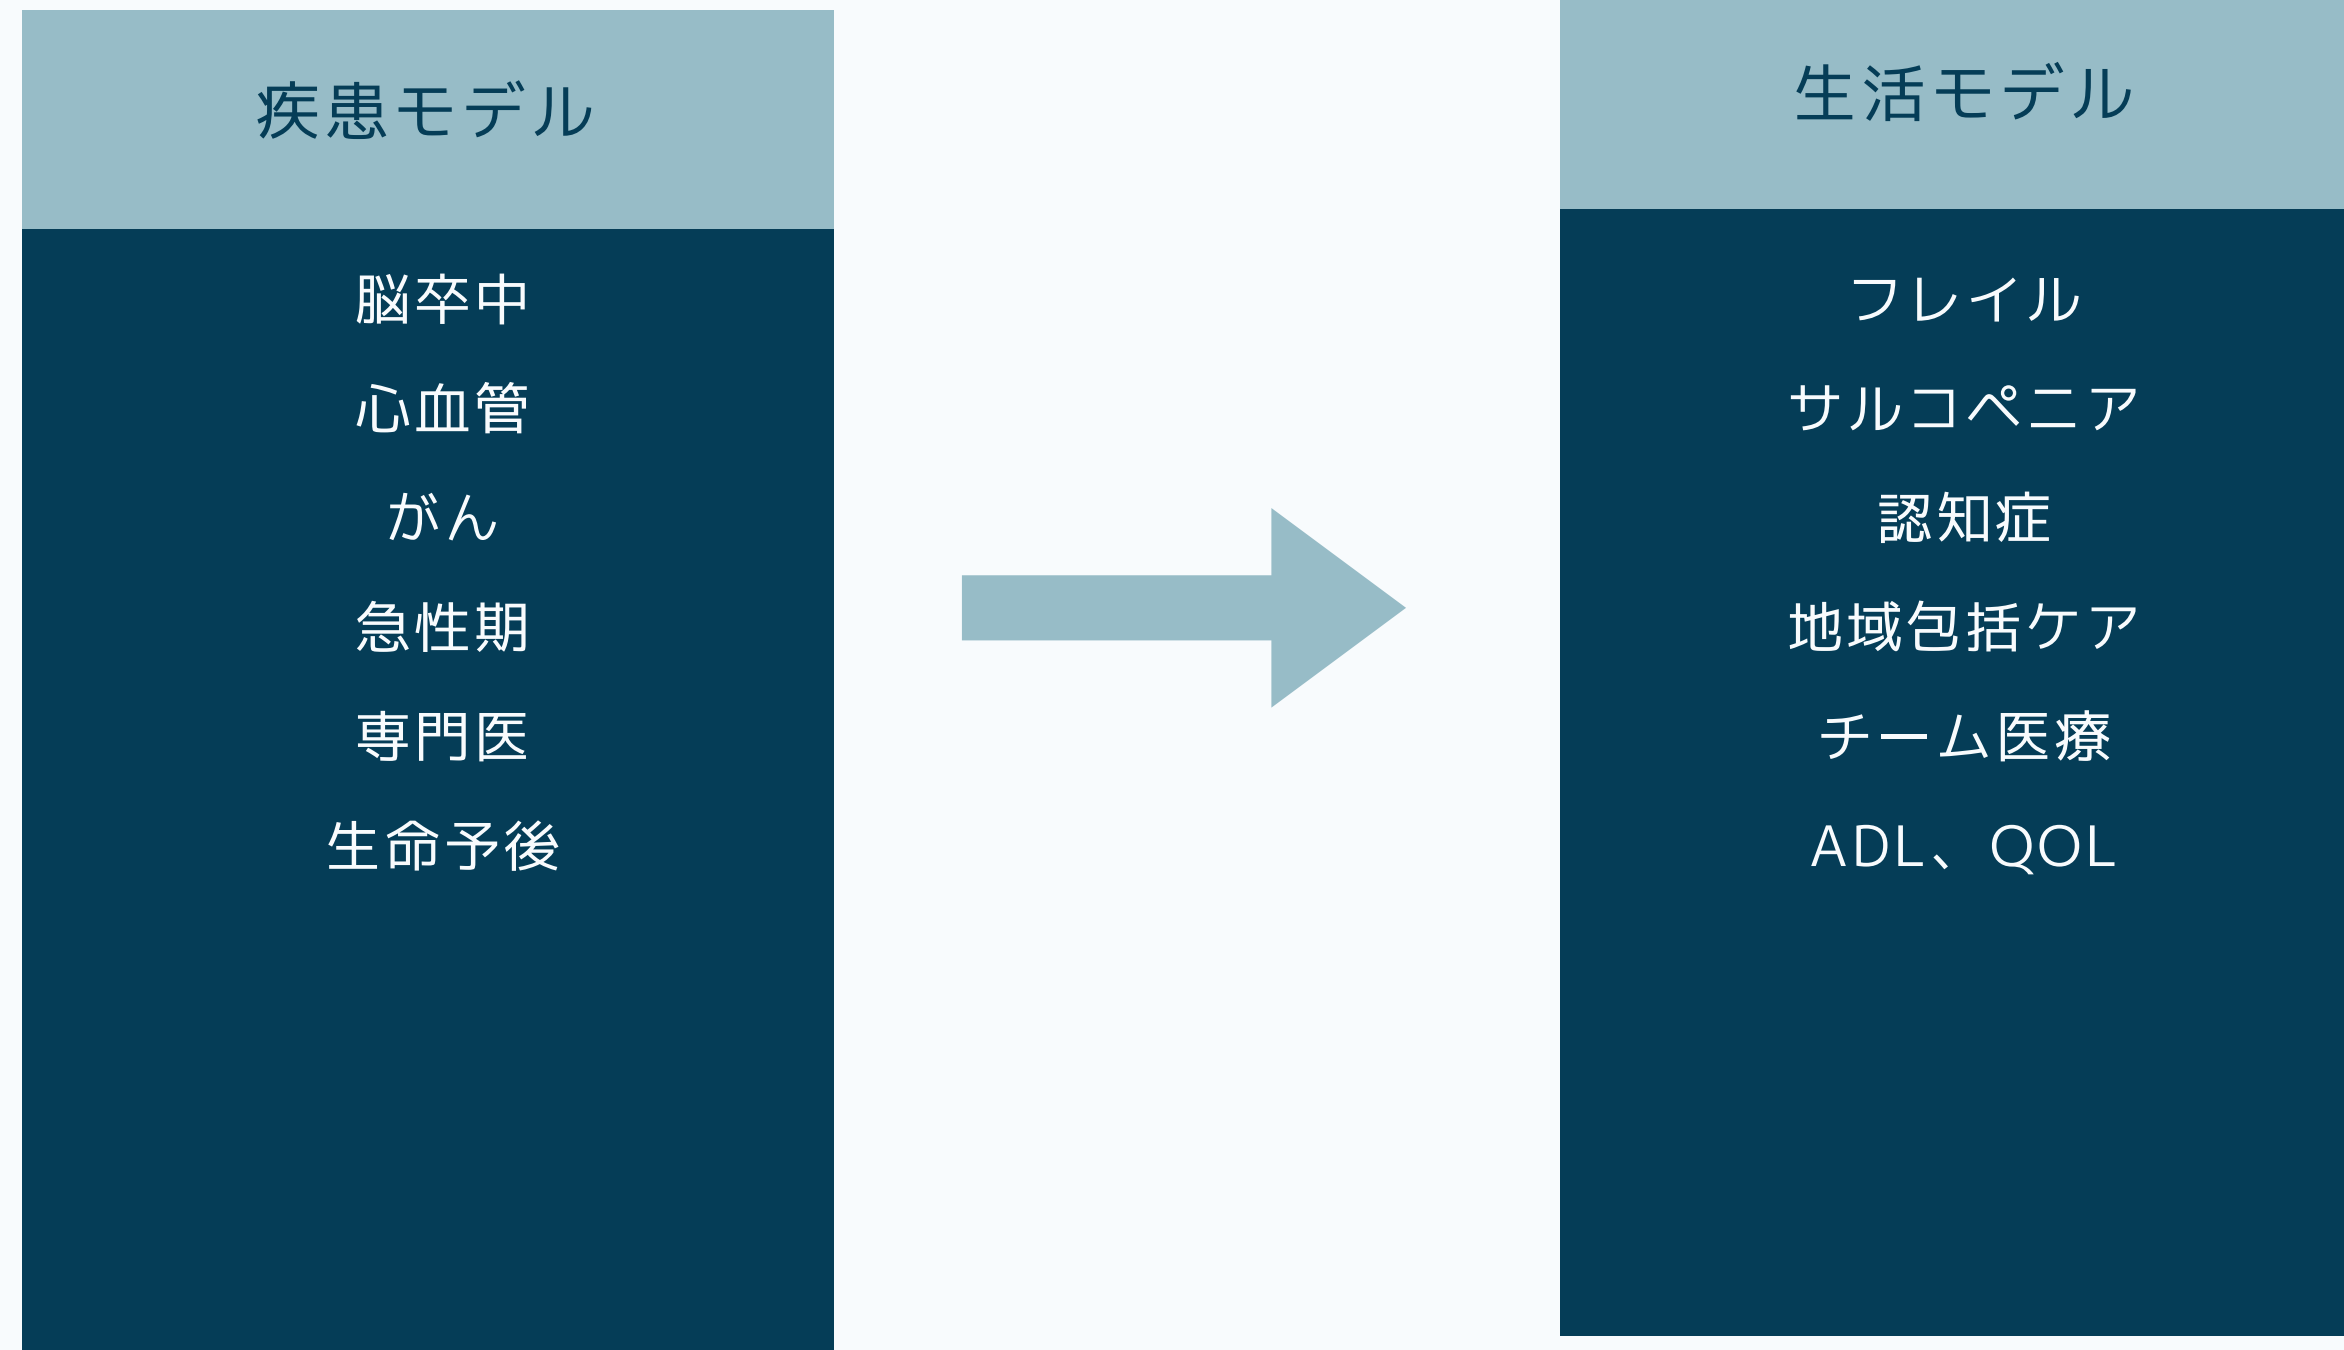 疾患モデル
脳卒中
心血管
がん
急性期
専門医
生命予後
生活モデル
フレイル
サルコペニア
認知症
地域包括ケア
チーム医療
ADL、QOL